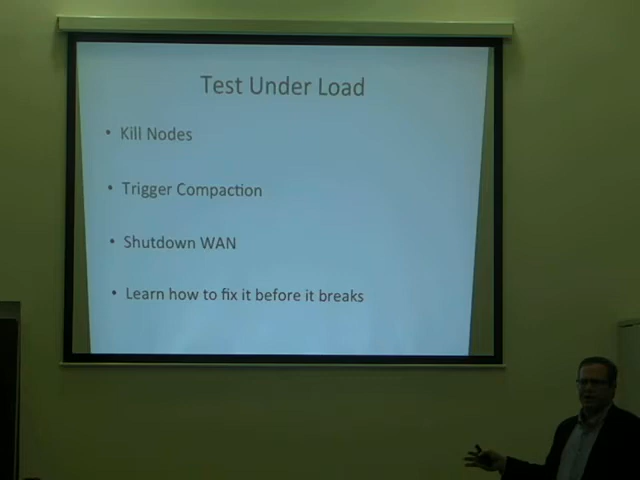 Test Under Load
• Kill Nodes
• Trigger Compaction
• Shutdown WAN
• Learn how to fix it before it breaks